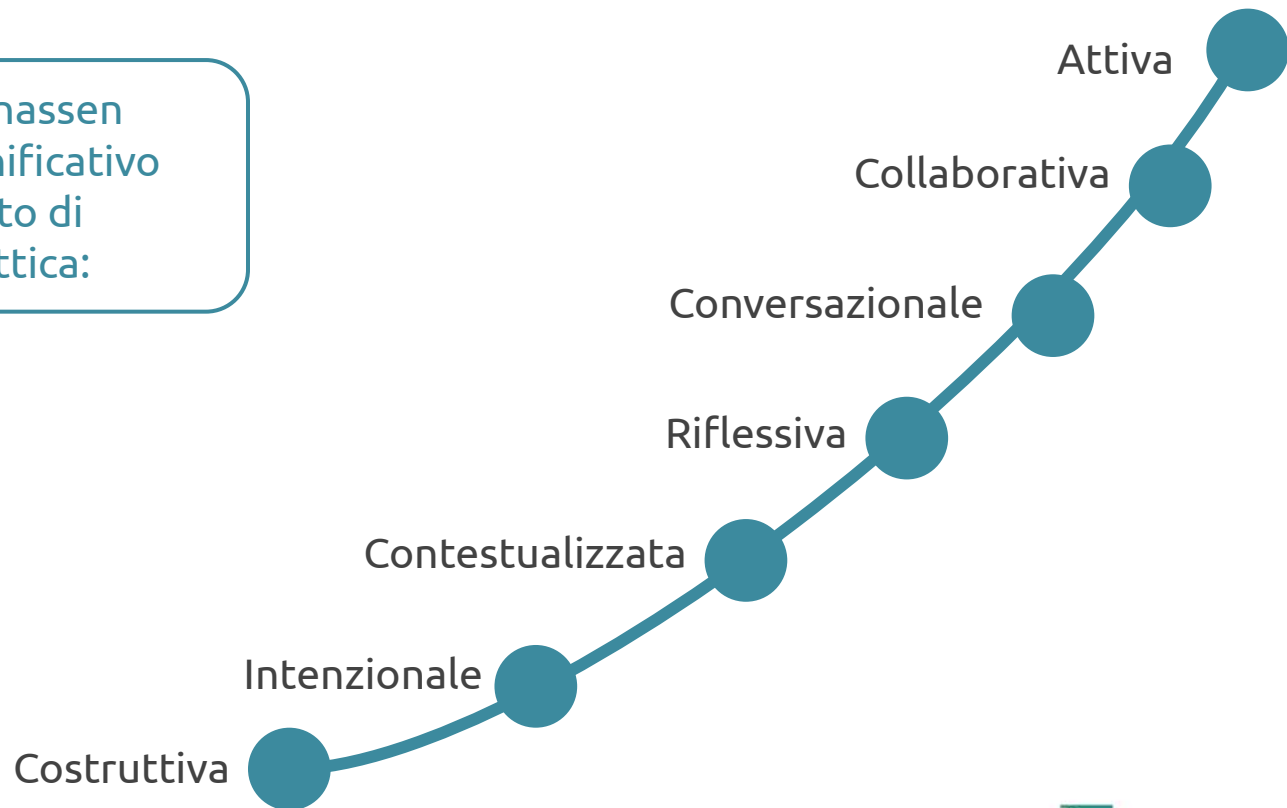 nassen
nificativo
to di
ttica:
Attiva
Collaborativa
Conversazionale
Riflessiva
Contestualizzata
Intenzionale
Costruttiva